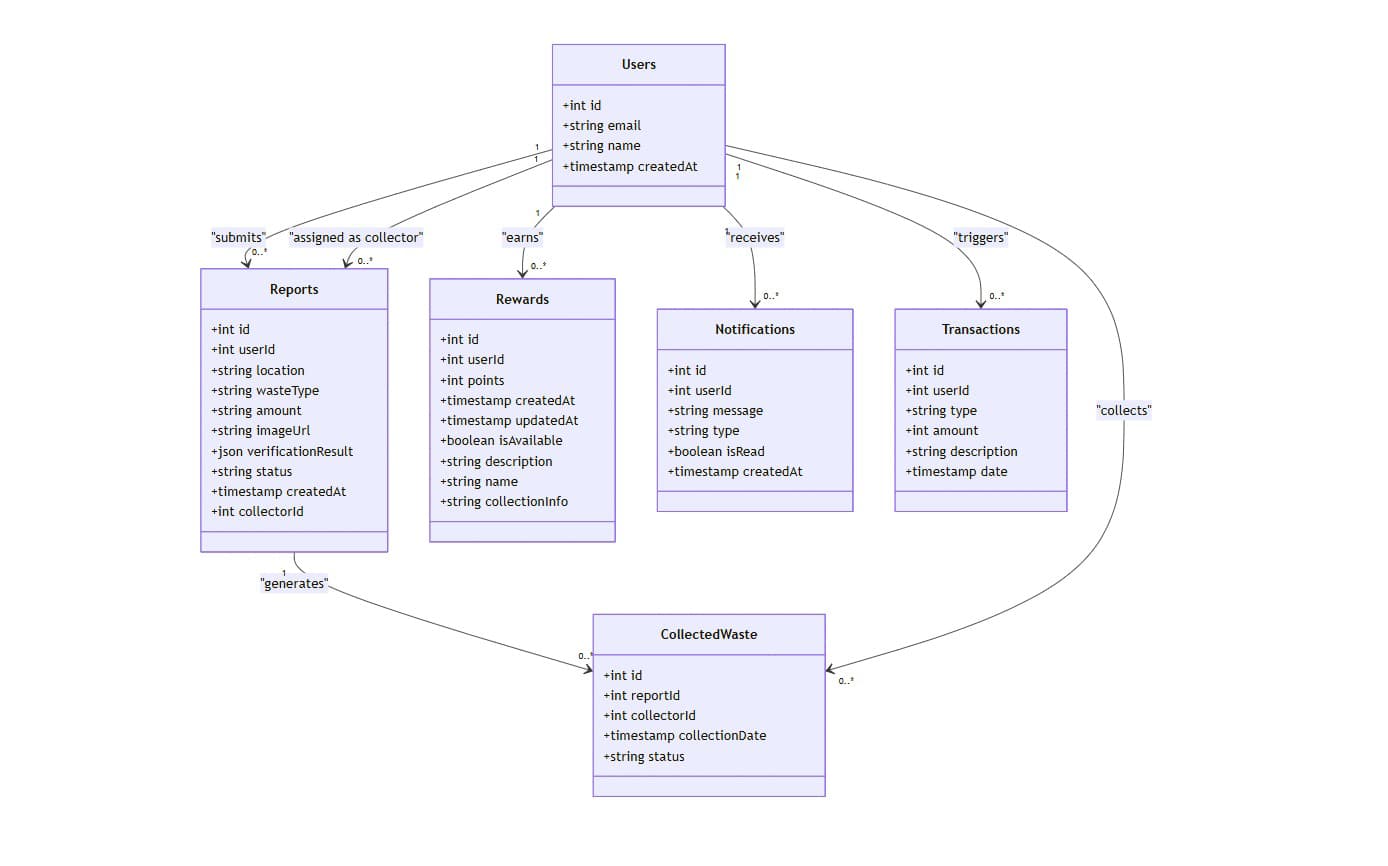 Users
+int id
+string email
+string name
+timestamp createdAt
1
1
1
1
1
1
"submits"
"assigned as collector"
"earns"
"receives"
"triggers"
0..*
0..*
0..*
0..*
0..*
Reports
+int id
+int userId
+string location
+string wasteType
+string amount
+string imageUrl
+json verificationResult
+string status
+timestamp createdAt
+int collectorId
Rewards
+int id
+int userId
+int points
+timestamp createdAt
+timestamp updatedAt
+boolean isAvailable
+string description
+string name
+string collectionInfo
Notifications
+int id
+int userId
+string message
+string type
+boolean isRead
+timestamp createdAt
Transactions
+int id
+int userId
+string type
+int amount
+string description
+timestamp date
"collects"
1
"generates"
0..*
0..*
CollectedWaste
+int id
+int reportId
+int collectorId
+timestamp collectionDate
+string status